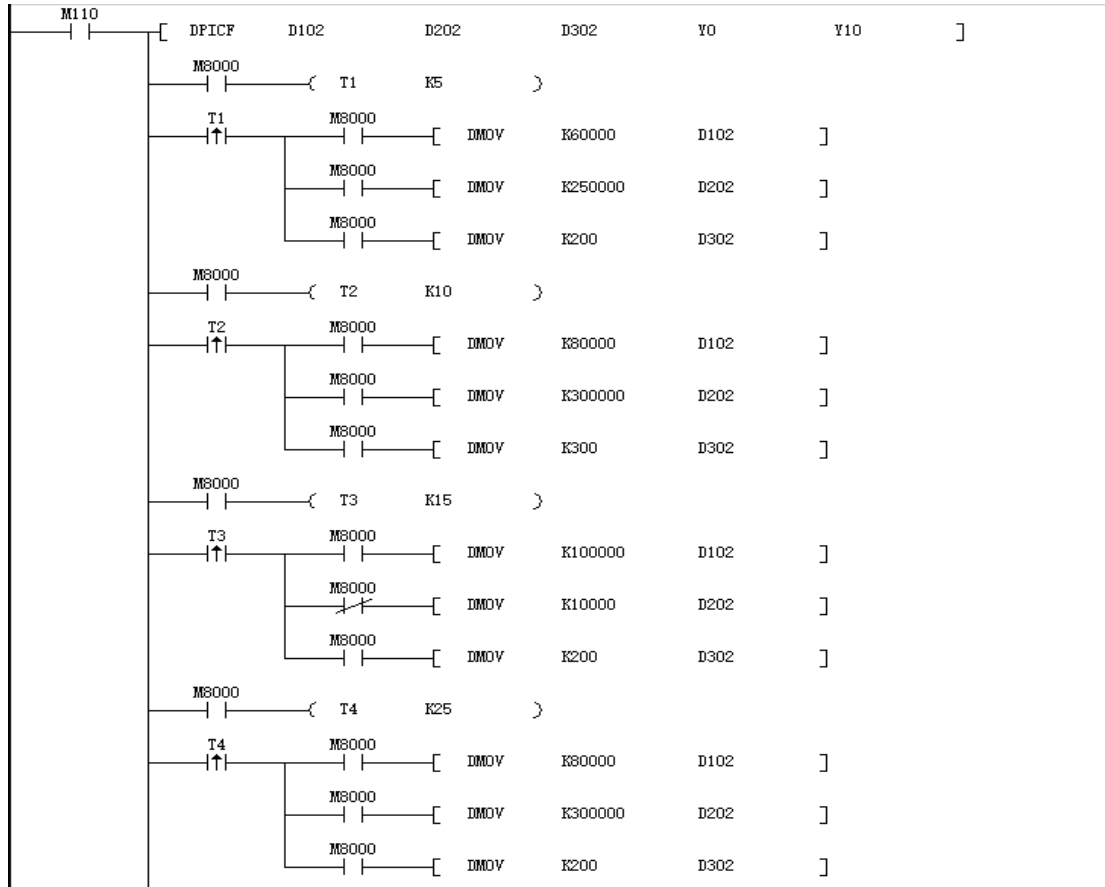 M110
DPICF D102 D202 D302 Y0 Y10
M8000
T1 K5
T1 M8000
DMOV K60000 D102
M8000
DMOV K250000 D202
M8000
DMOV K200 D302
M8000
T2 K10
T2 M8000
DMOV K80000 D102
M8000
DMOV K300000 D202
M8000
DMOV K300 D302
M8000
T3 K15
T3 M8000
DMOV K100000 D102
M8000
DMOV K10000 D202
M8000
DMOV K200 D302
M8000
T4 K25
T4 M8000
DMOV K80000 D102
M8000
DMOV K300000 D202
M8000
DMOV K200 D302